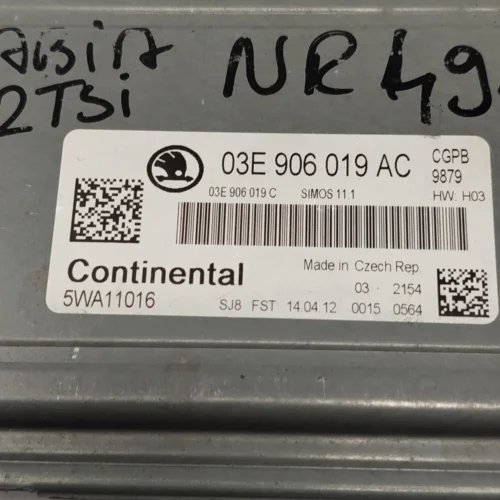 NR 49
2TSi
03E 906 019 AC
CGPB
9879
03E 906 019 C SIMOS 11.1 HW: H03
Continental
Made in Czech Rep.
5WA11016
03 - 2154
SJ8 FST 14.04.12 0015 0564